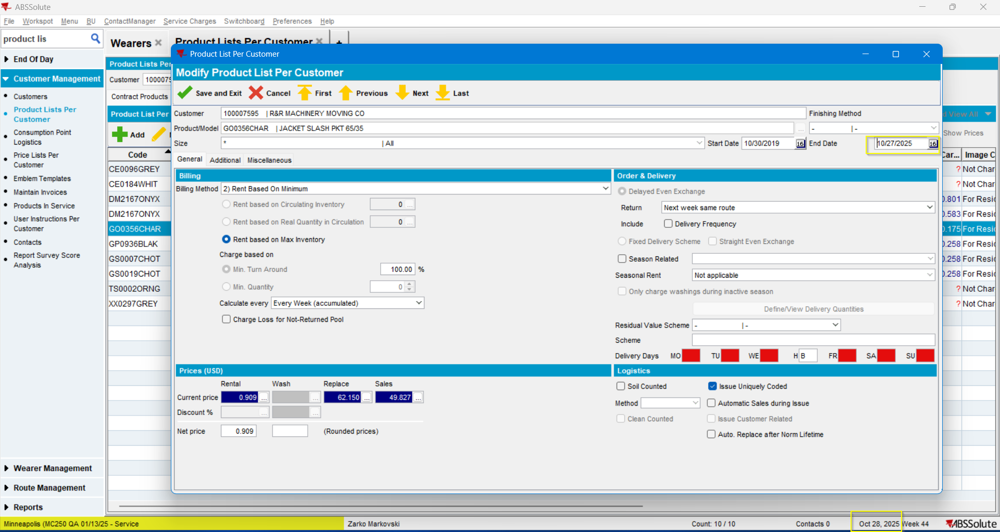 ABSSolute
File Workspot Menu BU ContactManager Service Charges Switchboard Preferences Help
product lis
Wearers
Product Lists Per Customer
+
End Of Day
Customer Management
Customers
Product Lists Per
Customer
Consumption Point
Logistics
Price Lists Per
Customer
Emblem Templates
Maintain Invoices
Products In Service
User Instructions Per
Customer
Contacts
Report Survey Score
Analysis
Wearer Management
Route Management
Reports
Product Lists Per
Customer 1000075
Contract Products
Product List Per
Add
Code
CE0096GREY
CE0184WHIT
DM2167ONYX
DM2167ONYX
GO0356CHAR
GP0936BLAK
GS0007CHOT
GS0019CHOT
TS0002ORNG
XX0297GREY
Product List Per Customer
Modify Product List Per Customer
Save and Exit Cancel First Previous Next Last
Customer 100007595 | R&R MACHINERY MOVING CO Finishing Method
Product/Model GO0356CHAR | JACKET SLASH PKT 65/35 ... - | -
Size * | All Start Date 10/30/2019 16 End Date 10/27/2025 16
General Additional Miscellaneous
Billing
Billing Method 2) Rent Based On Minimum
Rent based on Circulating Inventory 0 ...
Rent based on Real Quantity in Circulation 0 ...
Rent based on Max Inventory
Charge based on
Min. Turn Around 100.00 %
Min. Quantity 0
Calculate every Every Week (accumulated)
Charge Loss for Not-Returned Pool
Order & Delivery
Delayed Even Exchange
Return Next week same route
Include Delivery Frequency
Fixed Delivery Scheme Straight Even Exchange
Season Related
Seasonal Rent Not applicable
Only charge washings during inactive season
Define/View Delivery Quantities
Residual Value Scheme - | -
Scheme
Delivery Days MO TU WE H B FR SA SU
Prices (USD)
Rental Wash Replace Sales
Current price 0.909 ... ... 62.150 ... 49.827 ...
Discount % ... ...
Net price 0.909 (Rounded prices)
Logistics
Soil Counted Issue Uniquely Coded
Method Automatic Sales during Issue
Clean Counted Issue Customer Related
Auto. Replace after Norm Lifetime
d View All
Show Prices
Car... Image C
? Not Char
? Not Char
0.801 For Resi
0.583 For Resi
0.175 For Resi
0.258 For Resi
0.258 For Resi
0.258 For Resi
? Not Char
? Not Char
Minneapolis (MC250 QA 01/13/25 - Service Zarko Markovski Count: 10 / 10 Contacts 0 Oct 28, 2025 Week 44 ABSSolute